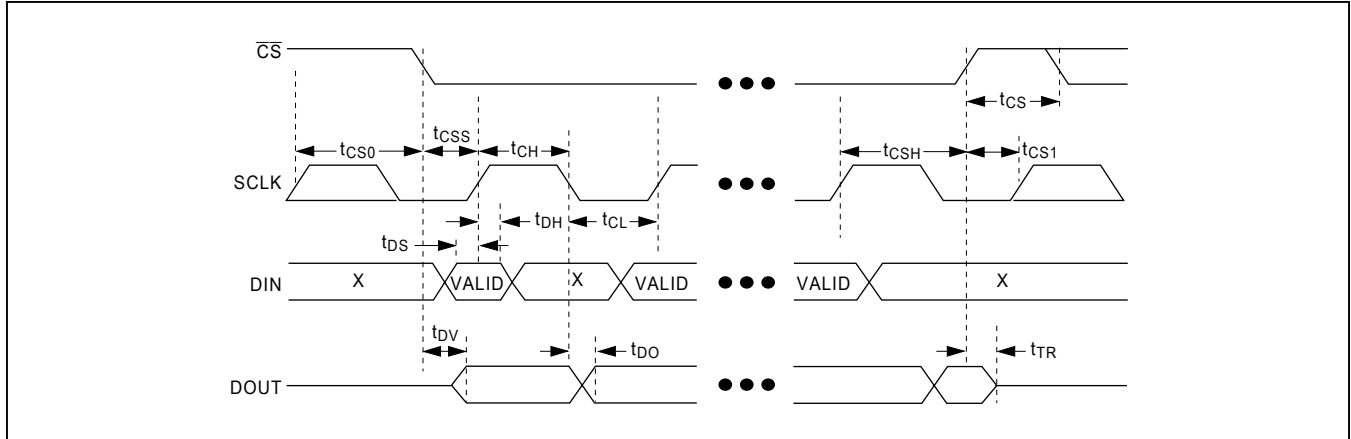 CS
tCS
tCSS
tCS0
tCH
tCSH
tCS1
SCLK
tDH
tCL
tDS
DIN
X
VALID
X
VALID
VALID
X
tDV
tDO
tTR
DOUT